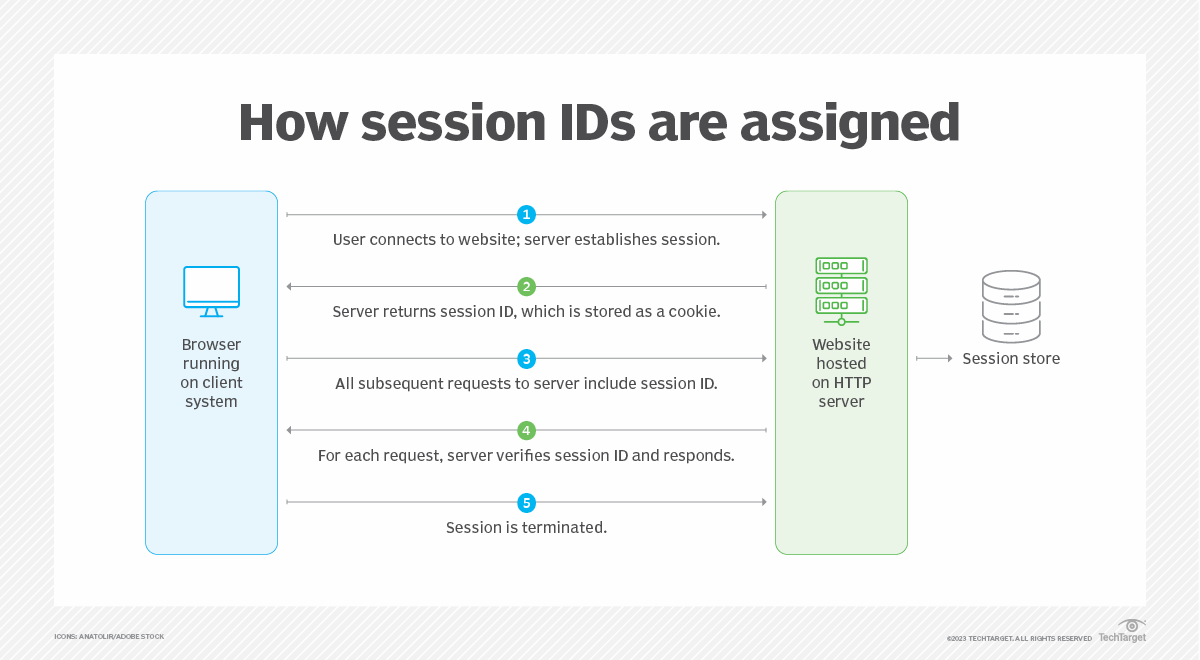 How session IDs are assigned
1
User connects to website; server establishes session.
2
Server returns session ID, which is stored as a cookie.
3
All subsequent requests to server include session ID.
4
For each request, server verifies session ID and responds.
5
Session is terminated.
Browser
running
on client
system
Website
hosted
on HTTP
server
Session store
ICONS: ANATOLIR/ADOBE STOCK
©2023 TECHTARGET. ALL RIGHTS RESERVED
TechTarget